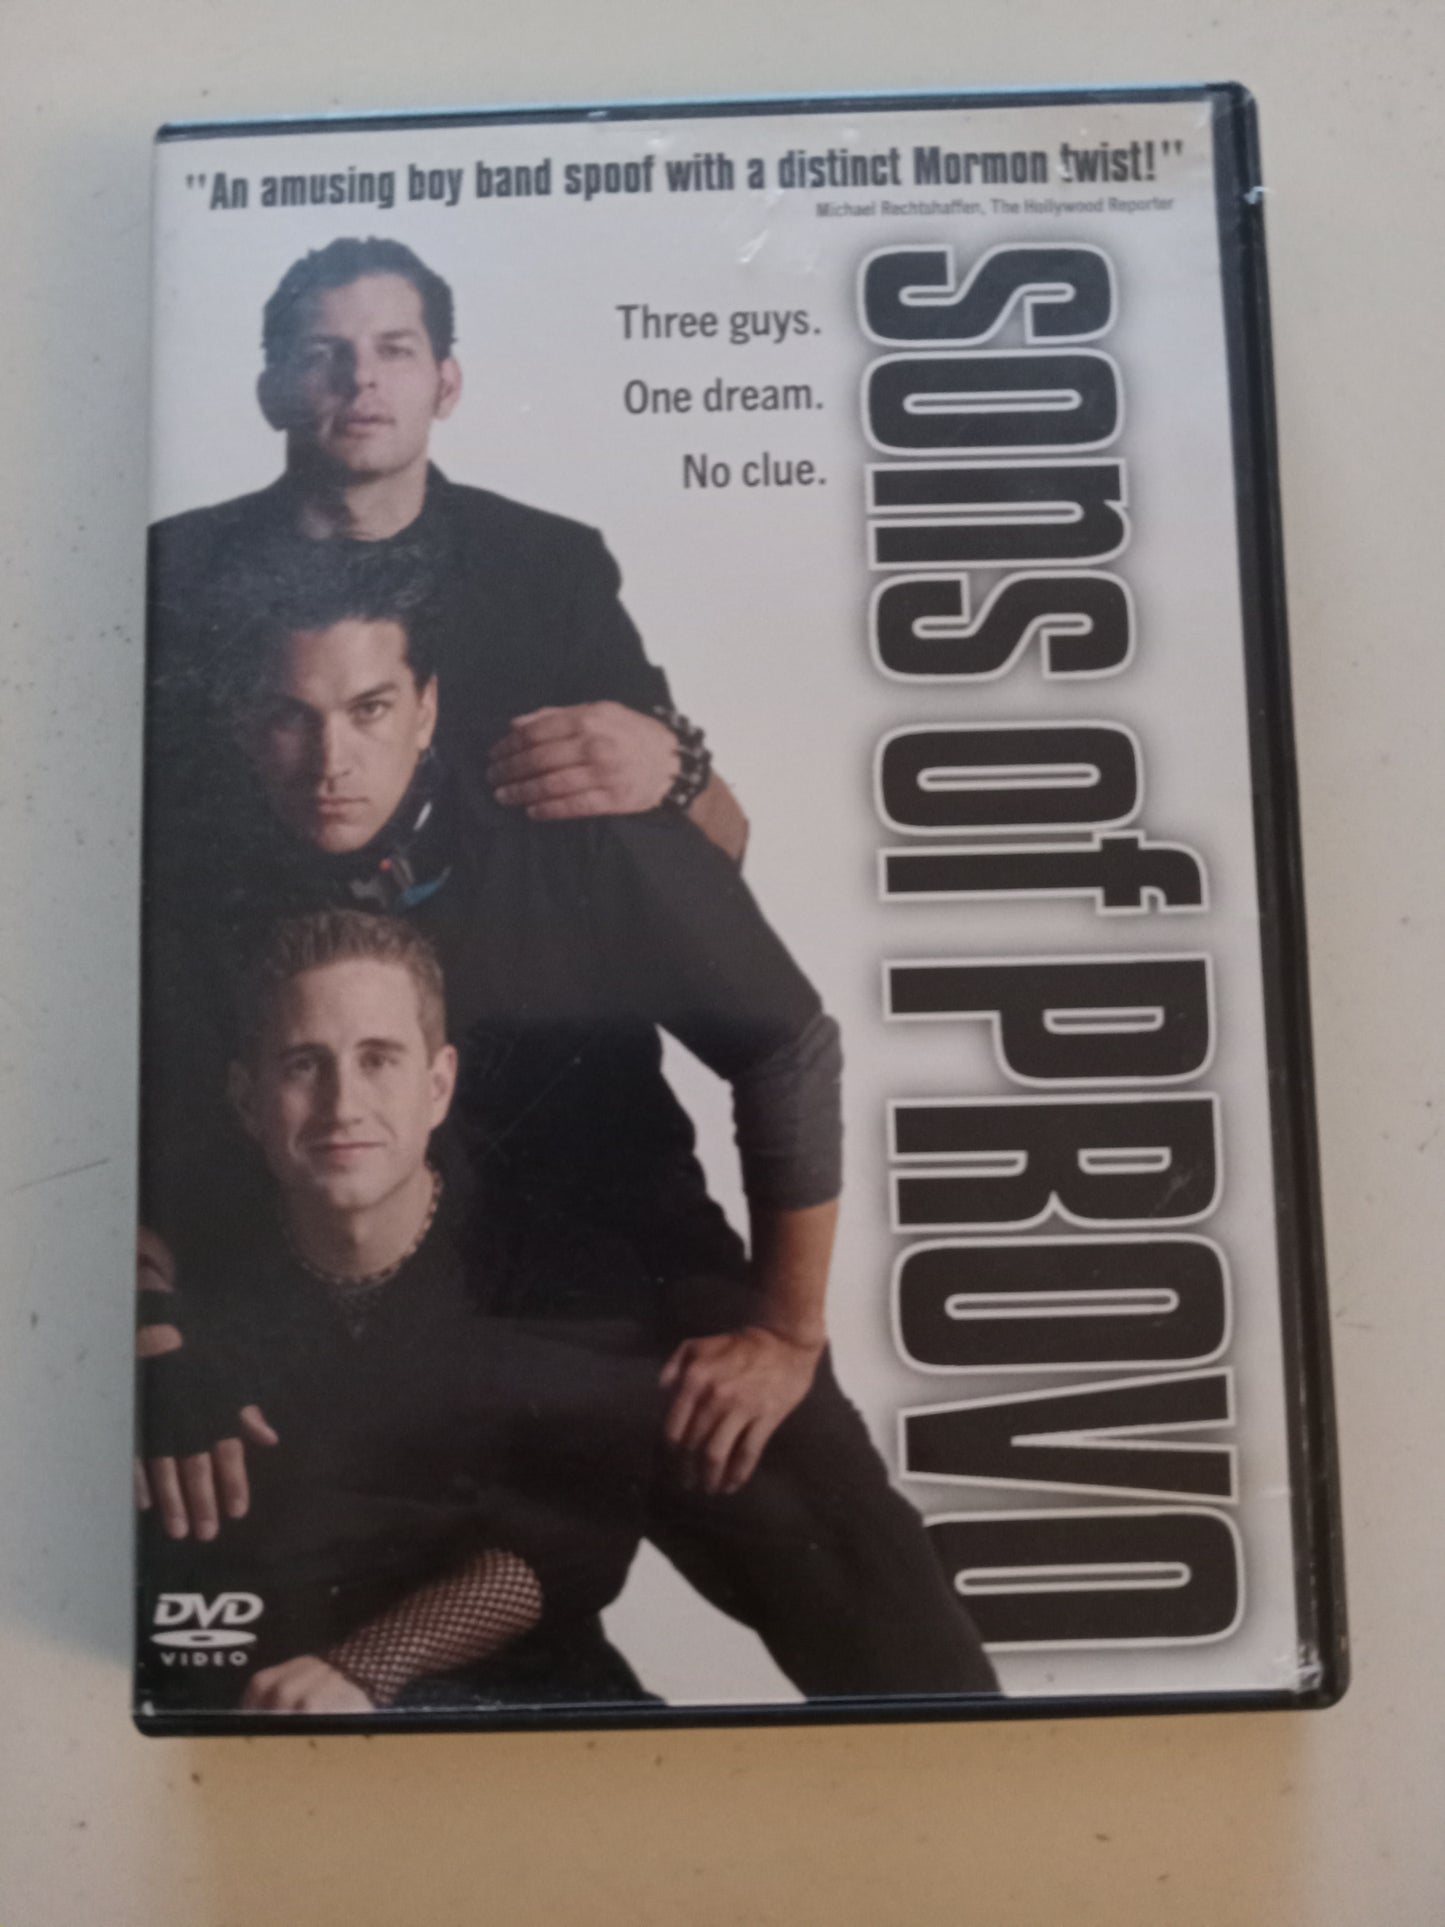 "An amusing boy band spoof with a distinct Mormon twist!"
Michael Rechtshaffen, The Hollywood Reporter
Three guys.
One dream.
No clue.
sons of PROVO
DVD
VIDEO